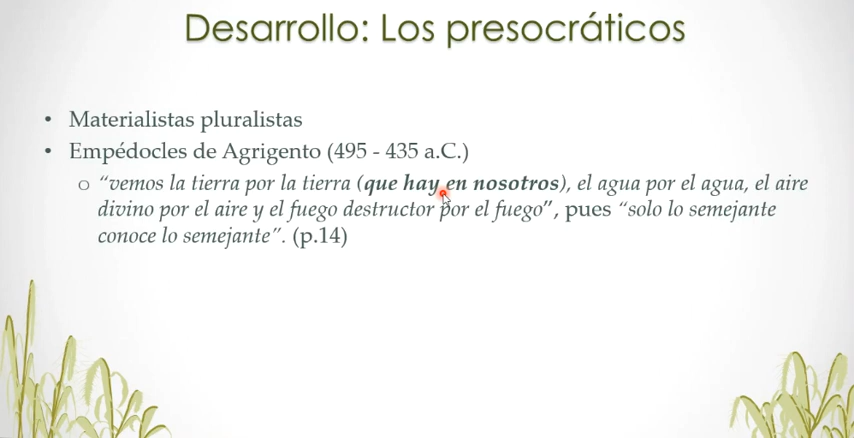 Desarrollo: Los presocráticos
• Materialistas pluralistas
• Empédocles de Agrigento (495 - 435 a.C.)
o “vemos la tierra por la tierra (que hay en nosotros), el agua por el agua, el aire
divino por el aire y el fuego destructor por el fuego”, pues “solo lo semejante
conoce lo semejante”. (p.14)